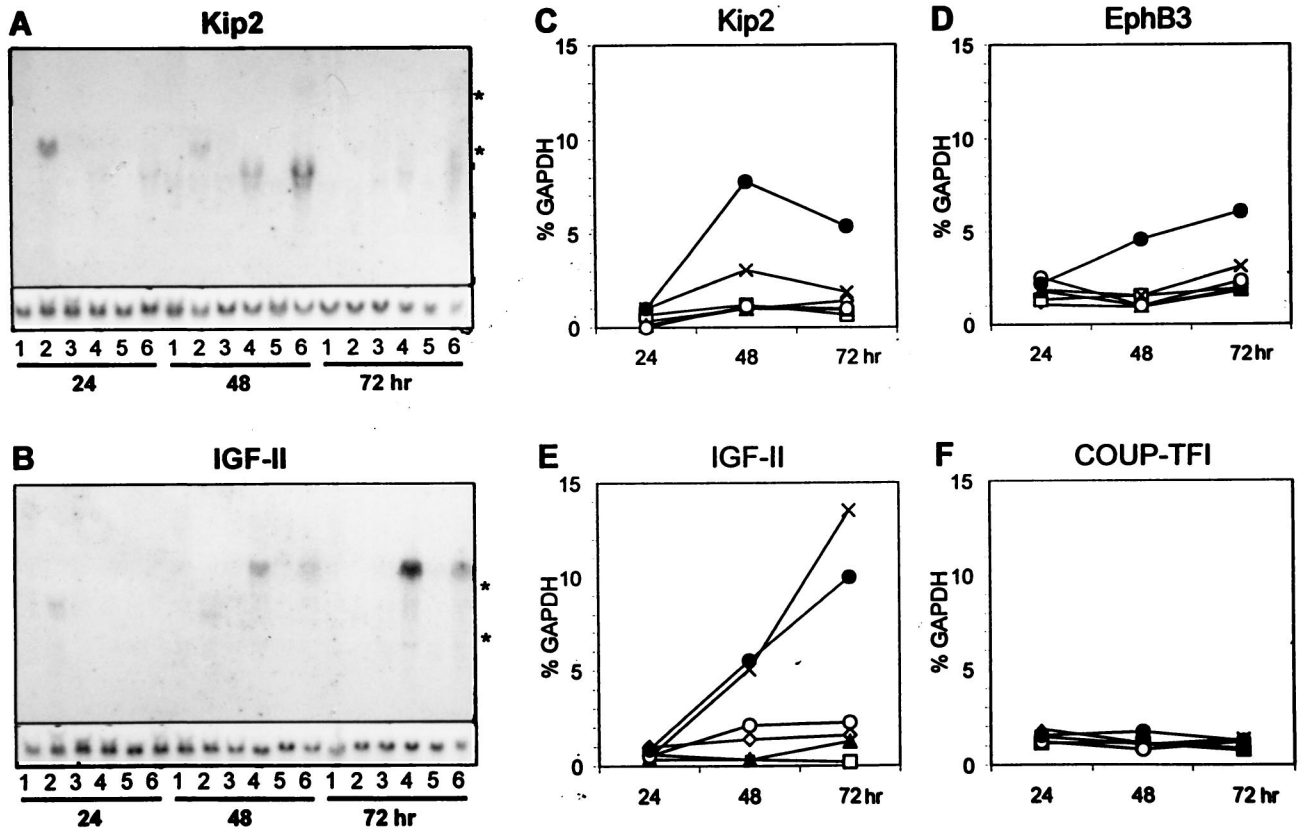 A Kip2
*
*
1 2 3 4 5 6 1 2 3 4 5 6 1 2 3 4 5 6
24 48 72 hr
B IGF-II
*
*
1 2 3 4 5 6 1 2 3 4 5 6 1 2 3 4 5 6
24 48 72 hr
C Kip2
% GAPDH
15
10
5
0
24 48 72 hr
D EphB3
% GAPDH
15
10
5
0
24 48 72 hr
E IGF-II
% GAPDH
15
10
5
0
24 48 72 hr
F COUP-TFI
% GAPDH
15
10
5
0
24 48 72 hr